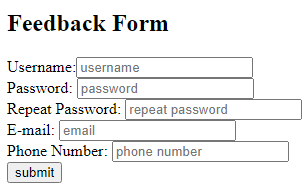 Feedback Form
Username: username
Password: password
Repeat Password: repeat password
E-mail: email
Phone Number: phone number
submit